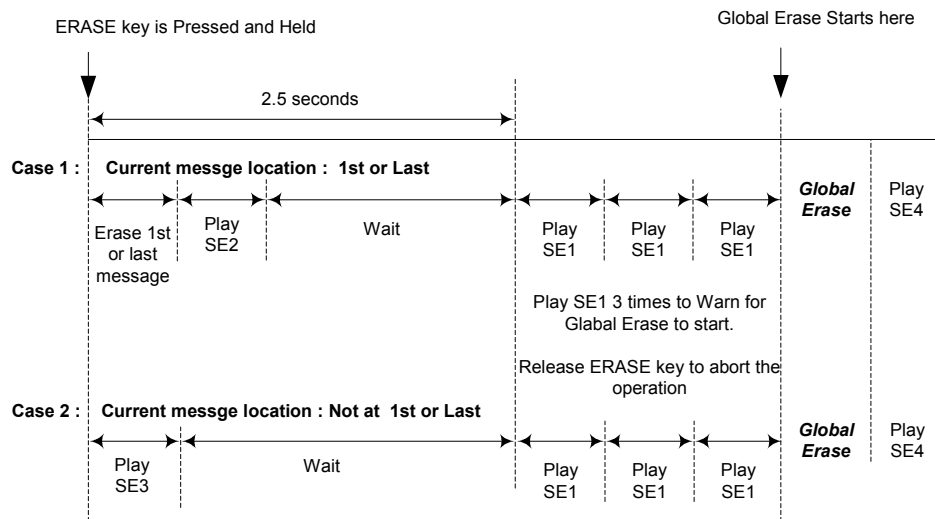 ERASE key is Pressed and Held
Global Erase Starts here
2.5 seconds
Case 1 : Current messge location : 1st or Last
Erase 1st
or last
message
Play
SE2
Wait
Play
SE1
Play
SE1
Play
SE1
Global
Erase
Play
SE4
Play SE1 3 times to Warn for
Glabal Erase to start.
Release ERASE key to abort the
operation
Case 2 : Current messge location : Not at 1st or Last
Play
SE3
Wait
Play
SE1
Play
SE1
Play
SE1
Global
Erase
Play
SE4